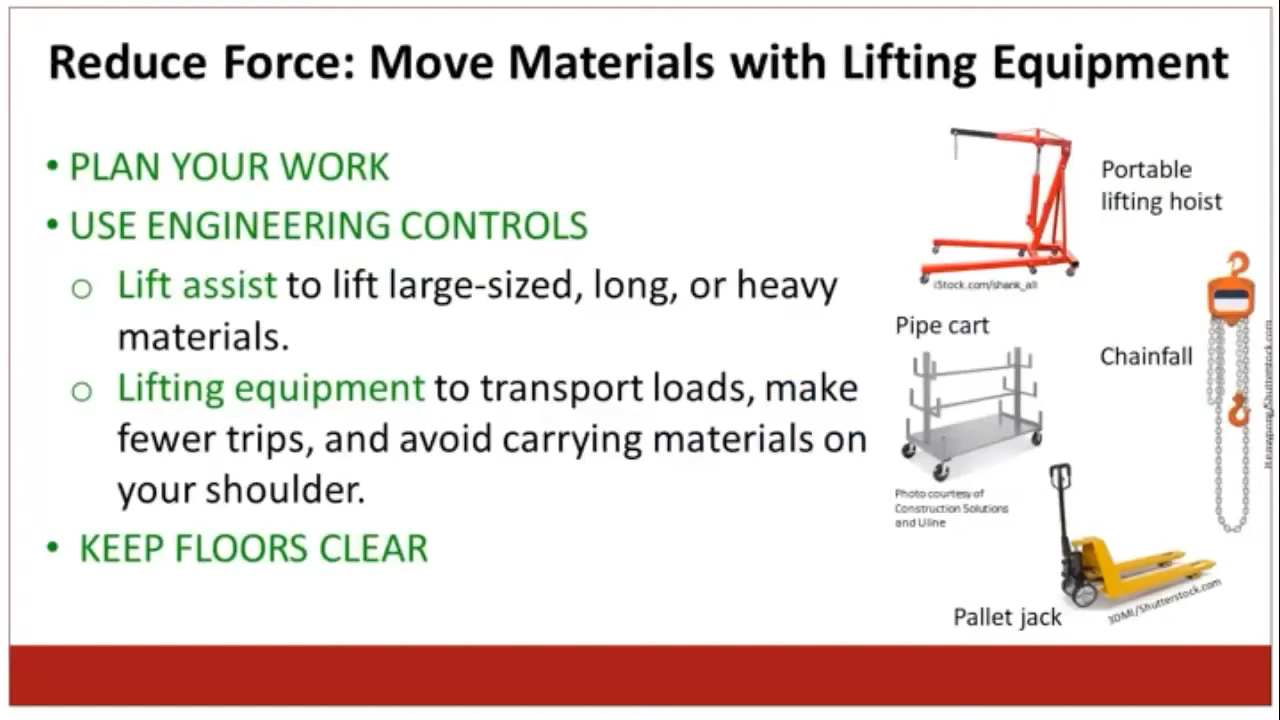 Reduce Force: Move Materials with Lifting Equipment
• PLAN YOUR WORK
• USE ENGINEERING CONTROLS
o Lift assist to lift large-sized, long, or heavy
materials.
o Lifting equipment to transport loads, make
fewer trips, and avoid carrying materials on
your shoulder.
• KEEP FLOORS CLEAR
Portable
lifting hoist
iStock.com/shank_all
Pipe cart
Chainfall
Photo courtesy of
Construction Solutions
and Uline
Pallet jack
3DMI/Shutterstock.com